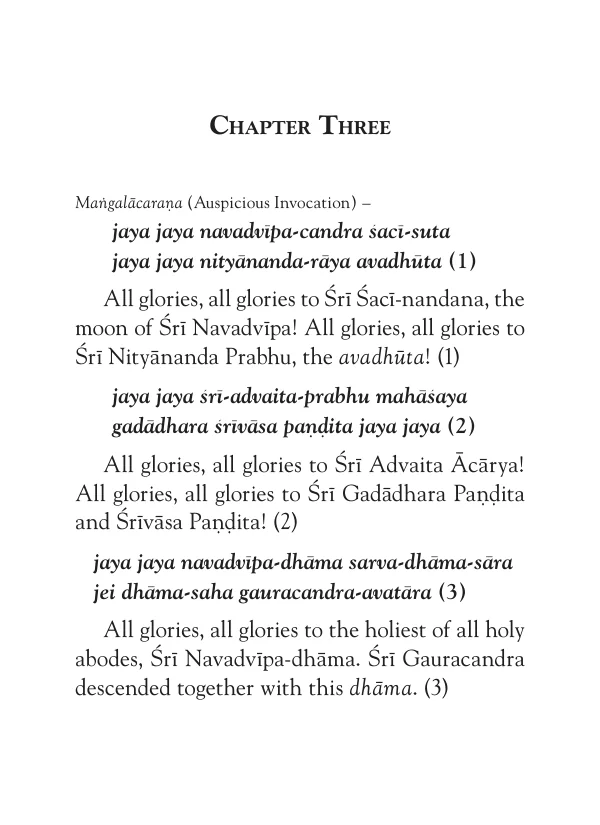 Chapter Three
Maṅgalācaraṇa (Auspicious Invocation) –
jaya jaya navadvīpa-candra śacī-suta
jaya jaya nityānanda-rāya avadhūta (1)
All glories, all glories to Śrī Śacī-nandana, the
moon of Śrī Navadvīpa! All glories, all glories to
Śrī Nityānanda Prabhu, the avadhūta! (1)
jaya jaya śrī-advaita-prabhu mahāśaya
gadādhara śrīvāsa paṇḍita jaya jaya (2)
All glories, all glories to Śrī Advaita Ācārya!
All glories, all glories to Śrī Gadādhara Paṇḍita
and Śrīvāsa Paṇḍita! (2)
jaya jaya navadvīpa-dhāma sarva-dhāma-sāra
jei dhāma-saha gauracandra-avatāra (3)
All glories, all glories to the holiest of all holy
abodes, Śrī Navadvīpa-dhāma. Śrī Gauracandra
descended together with this dhāma. (3)